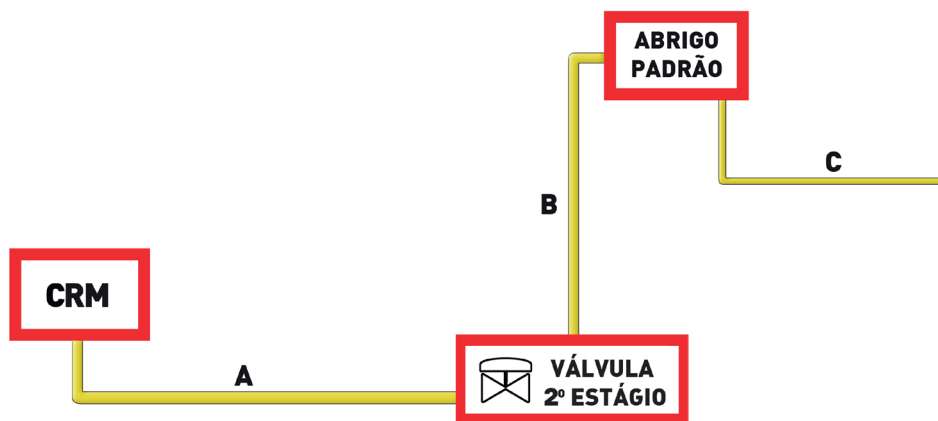 ABRIGO
PADRÃO
C
B
CRM
A
VÁLVULA
2º ESTÁGIO